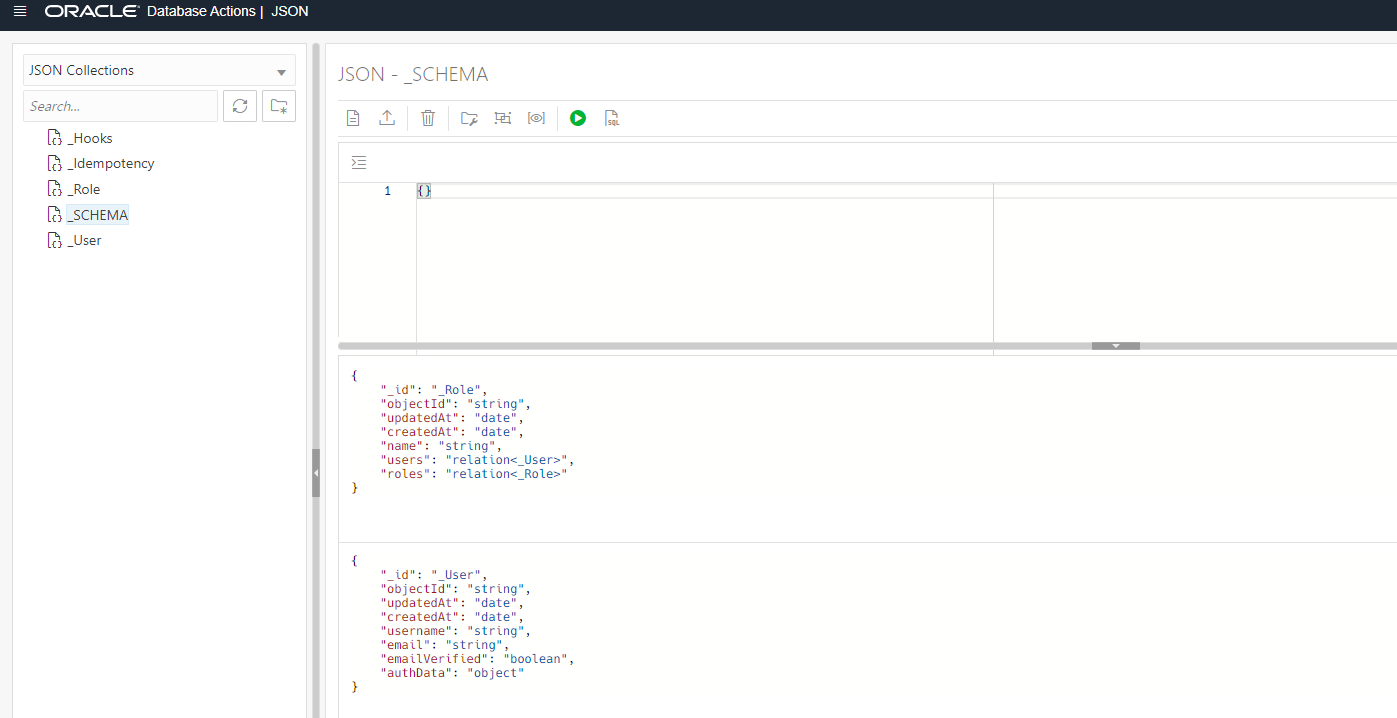 ORACLE Database Actions | JSON
JSON Collections
Search...
_Hooks
_Idempotency
_Role
_SCHEMA
_User
JSON - _SCHEMA
SQL
1 {}
{
"_id": "_Role",
"objectId": "string",
"updatedAt": "date",
"createdAt": "date",
"name": "string",
"users": "relation<_User>",
"roles": "relation<_Role>"
}
{
"_id": "_User",
"objectId": "string",
"updatedAt": "date",
"createdAt": "date",
"username": "string",
"email": "string",
"emailVerified": "boolean",
"authData": "object"
}